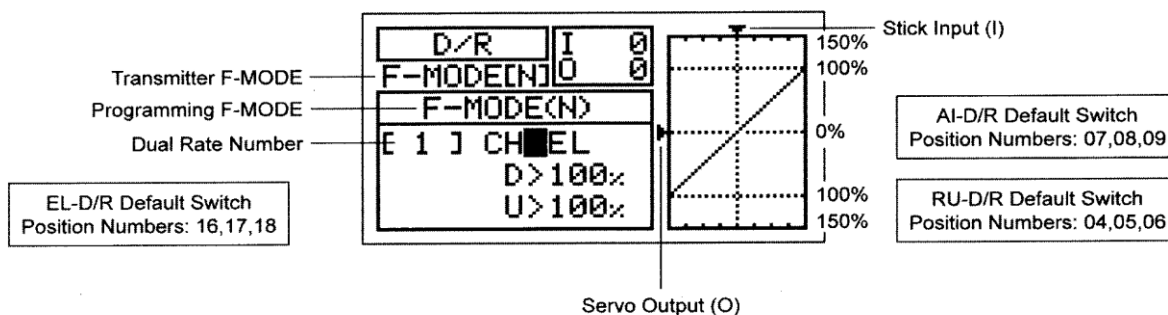 Transmitter F-MODE
Programming F-MODE
Dual Rate Number
EL-D/R Default Switch
Position Numbers: 16,17,18
D/R
I 0
O 0
F-MODE[N]
F-MODE(N)
[ 1 ] CH EL
D>100%
U>100%
150%
100%
0%
100%
150%
Stick Input (I)
AI-D/R Default Switch
Position Numbers: 07,08,09
RU-D/R Default Switch
Position Numbers: 04,05,06
Servo Output (O)